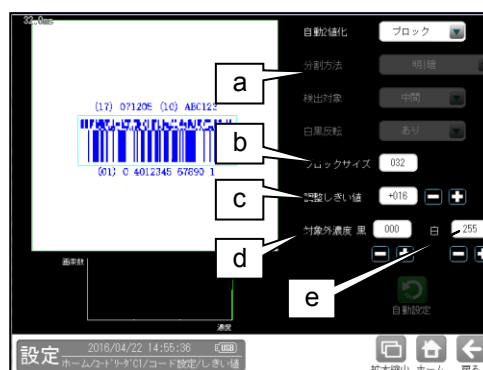 32.0ms
自動2値化 ブロック
a
分割方法 明暗
検出対象 中間
(17) 071205 (10) ABC123
b
白黒反転 あり
ブロックサイズ 032
(01) 0 4012345 67890 1
c
調整しきい値 +016
d
対象外濃度 黒 000 白 255
画素数
e
自動設定
濃度
設定 2016/04/22 14:55:36 (USB)
ホーム/コードリーダC1/コード設定/しきい値
拡大縮小 ホーム 戻る